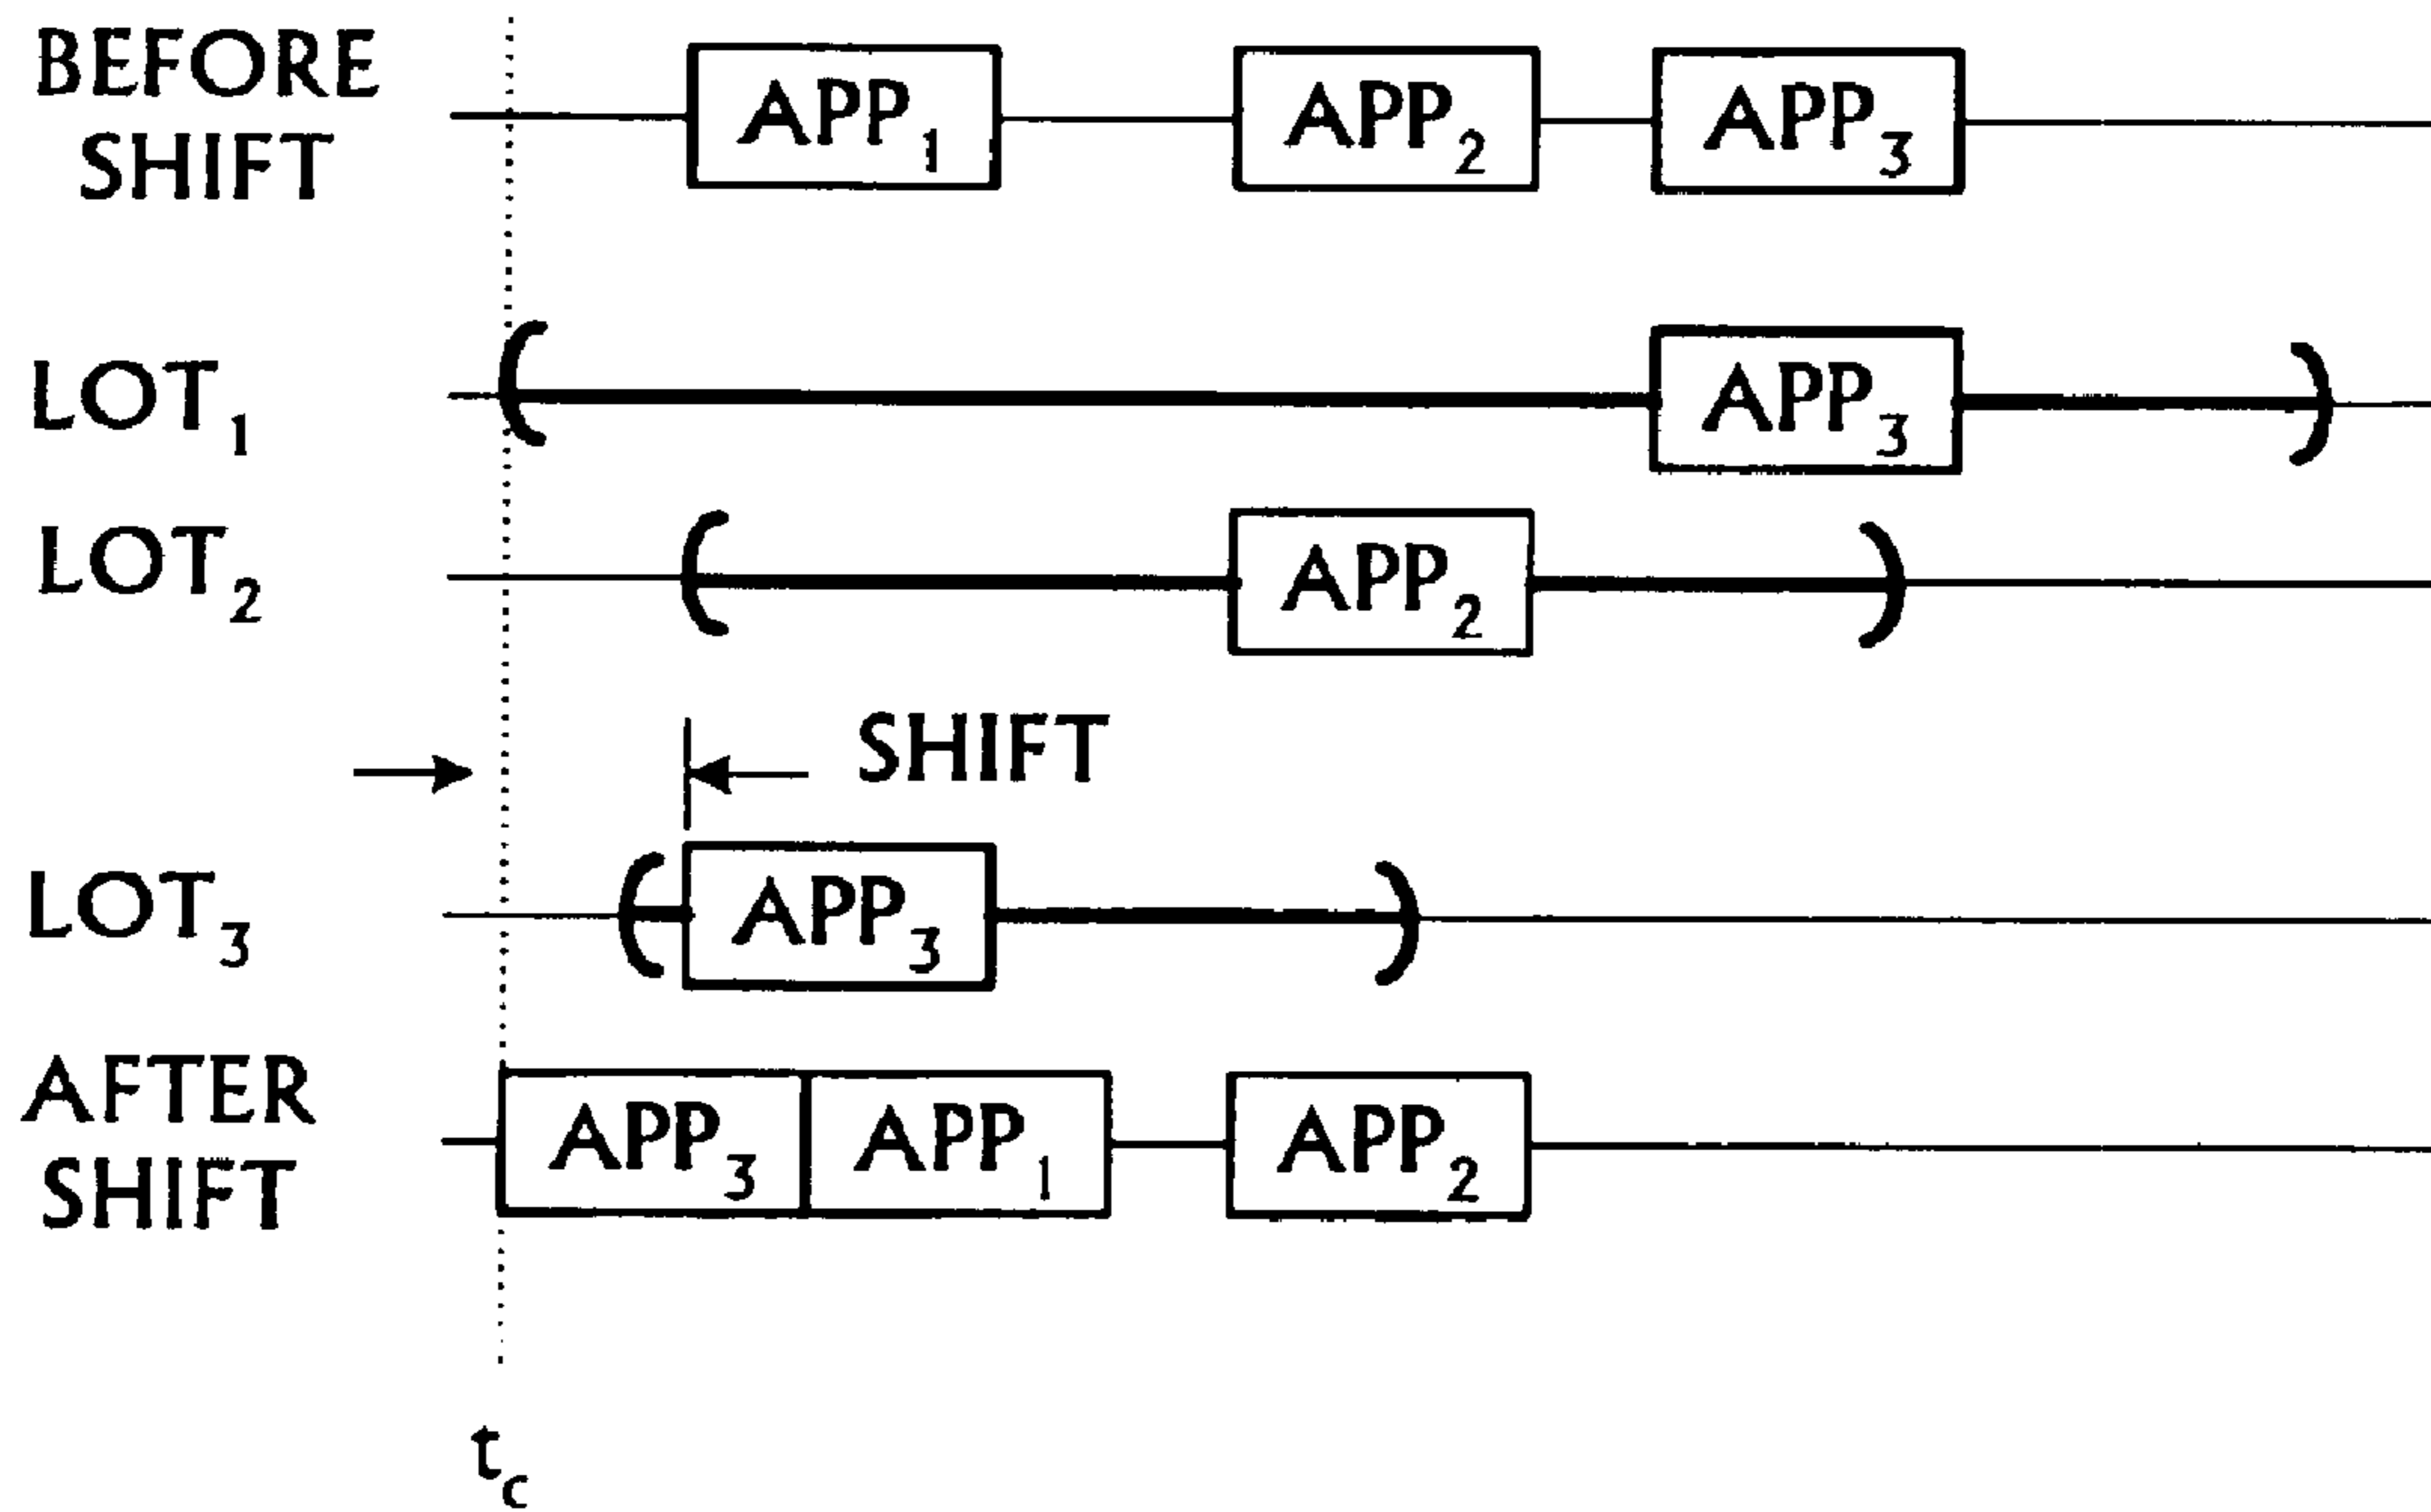 BEFORE
SHIFT
APP1 APP2 APP3
LOT1 APP3
LOT2 APP2
SHIFT
LOT3 APP3
AFTER
SHIFT
APP3 APP1 APP2
tc